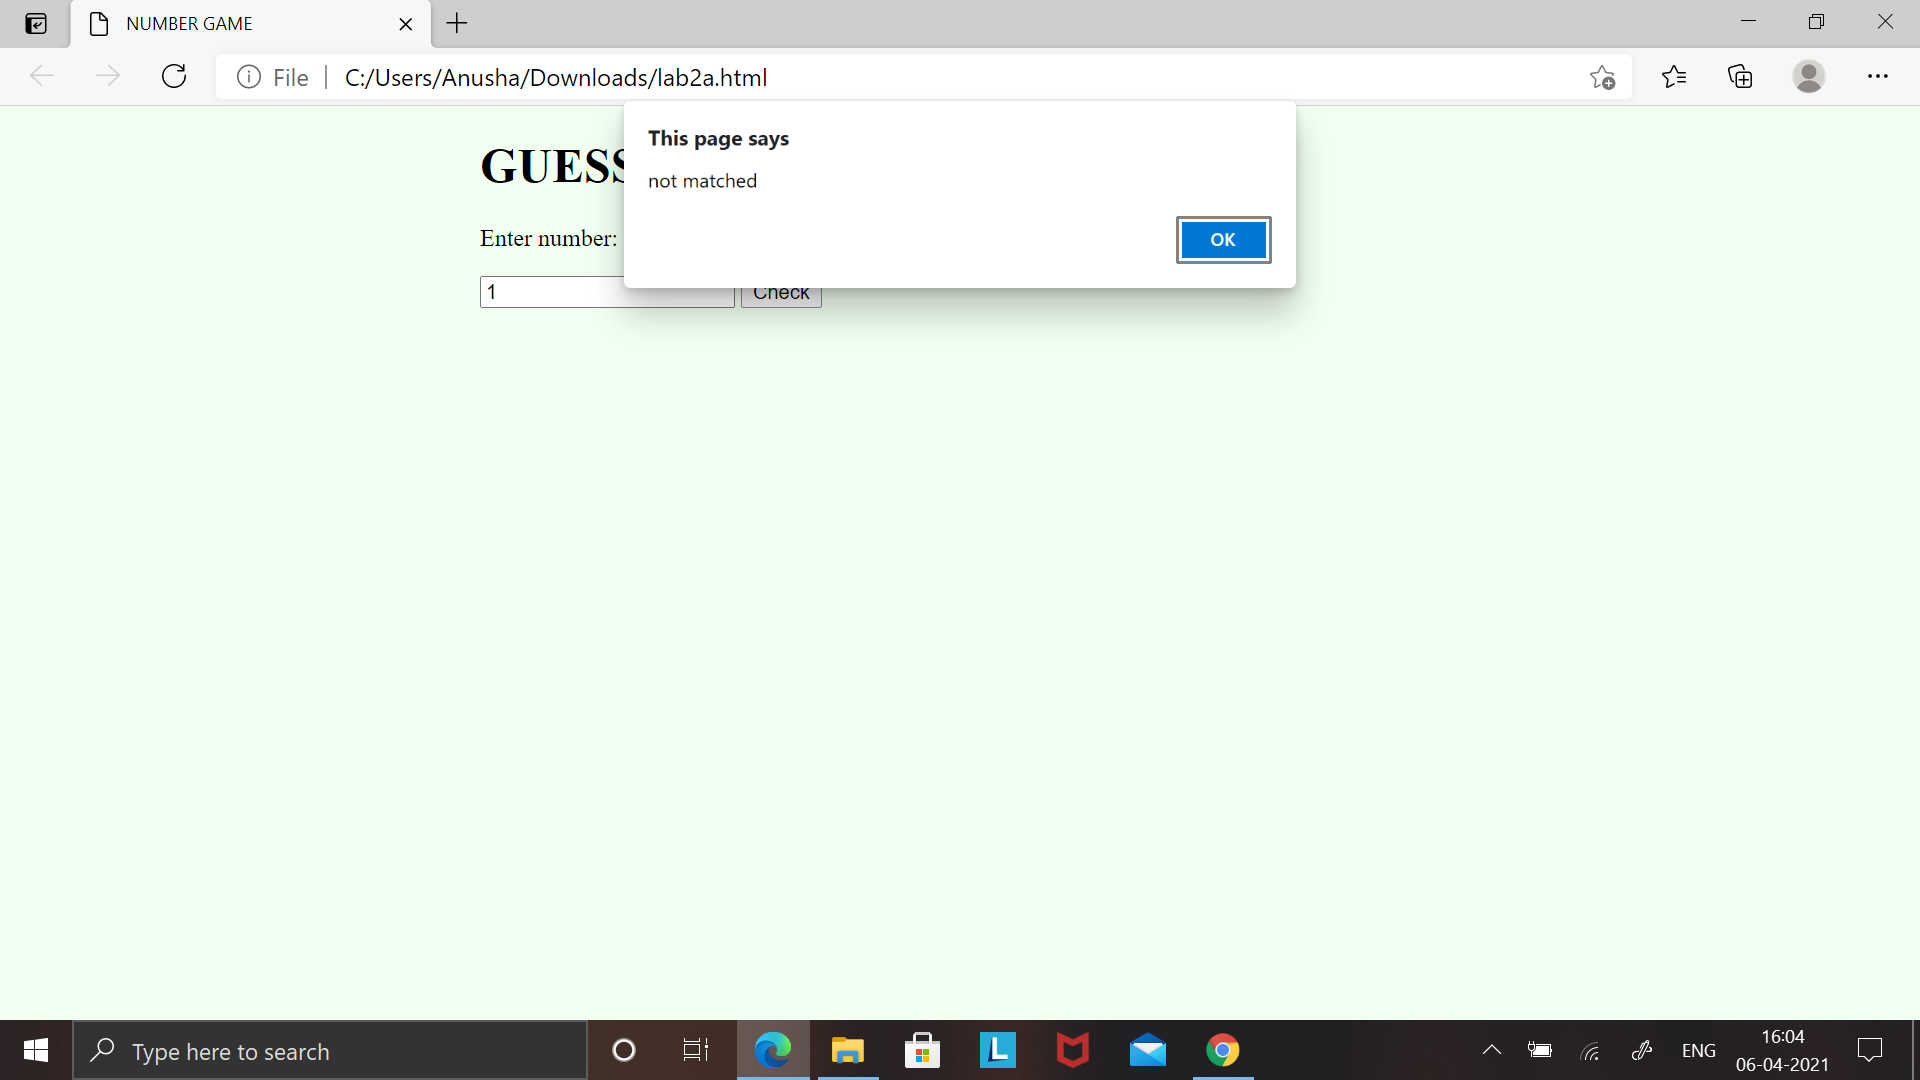 NUMBER GAME
File C:/Users/Anusha/Downloads/lab2a.html
This page says
not matched
OK
GUESS
Enter number:
1
Check
Type here to search
L
ENG
16:04
06-04-2021